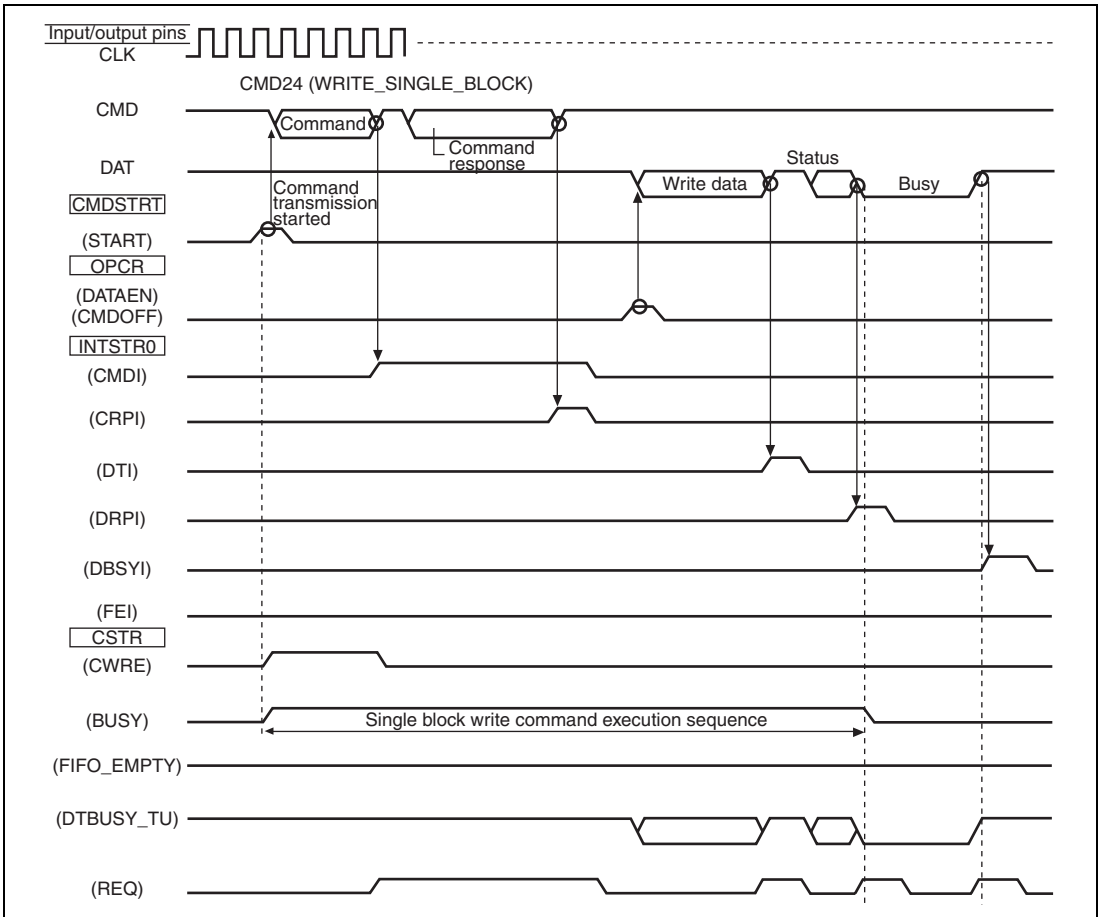 Input/output pins
CLK
CMD24 (WRITE_SINGLE_BLOCK)
CMD
Command
Command
response
DAT
Status
Write data
Busy
Command
transmission
started
CMDSTRT
(START)
OPCR
(DATAEN)
(CMDOFF)
INTSTR0
(CMDI)
(CRPI)
(DTI)
(DRPI)
(DBSYI)
(FEI)
CSTR
(CWRE)
(BUSY)
Single block write command execution sequence
(FIFO_EMPTY)
(DTBUSY_TU)
(REQ)